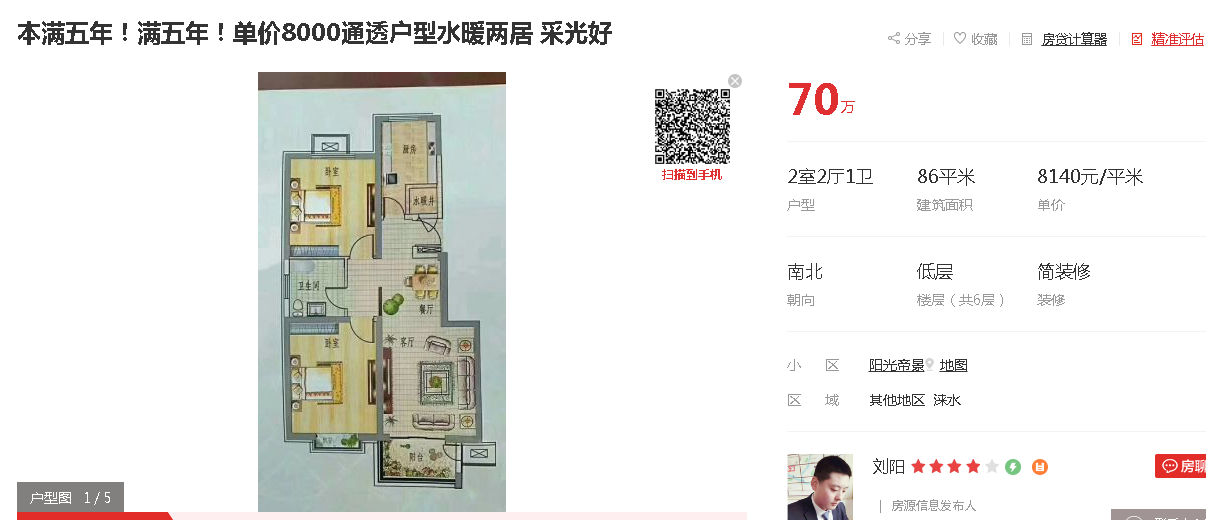 本满五年！满五年！单价8000通透户型水暖两居 采光好
分享 收藏 房贷计算器 精准评估
扫描到手机
厨房
卧室
水暖井
卫生间
餐厅
卧室
客厅
阳台
户型图 1 / 5
70万
2室2厅1卫 86平米 8140元/平米
户型 建筑面积 单价
南北 低层 简装修
朝向 楼层（共6层） 装修
小 区 阳光帝景 地图
区 域 其他地区 涞水
刘阳
房聊
| 房源信息发布人